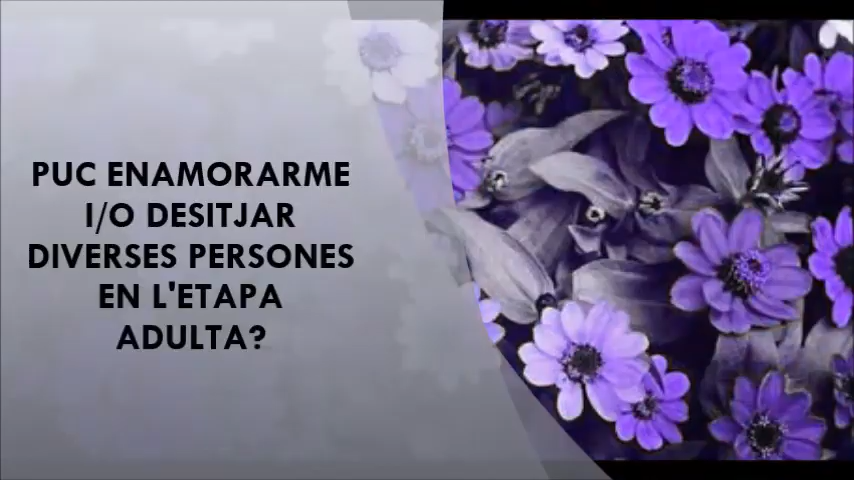 PUC ENAMORARME
I/O DESITJAR
DIVERSES PERSONES
EN L'ETAPA
ADULTA?